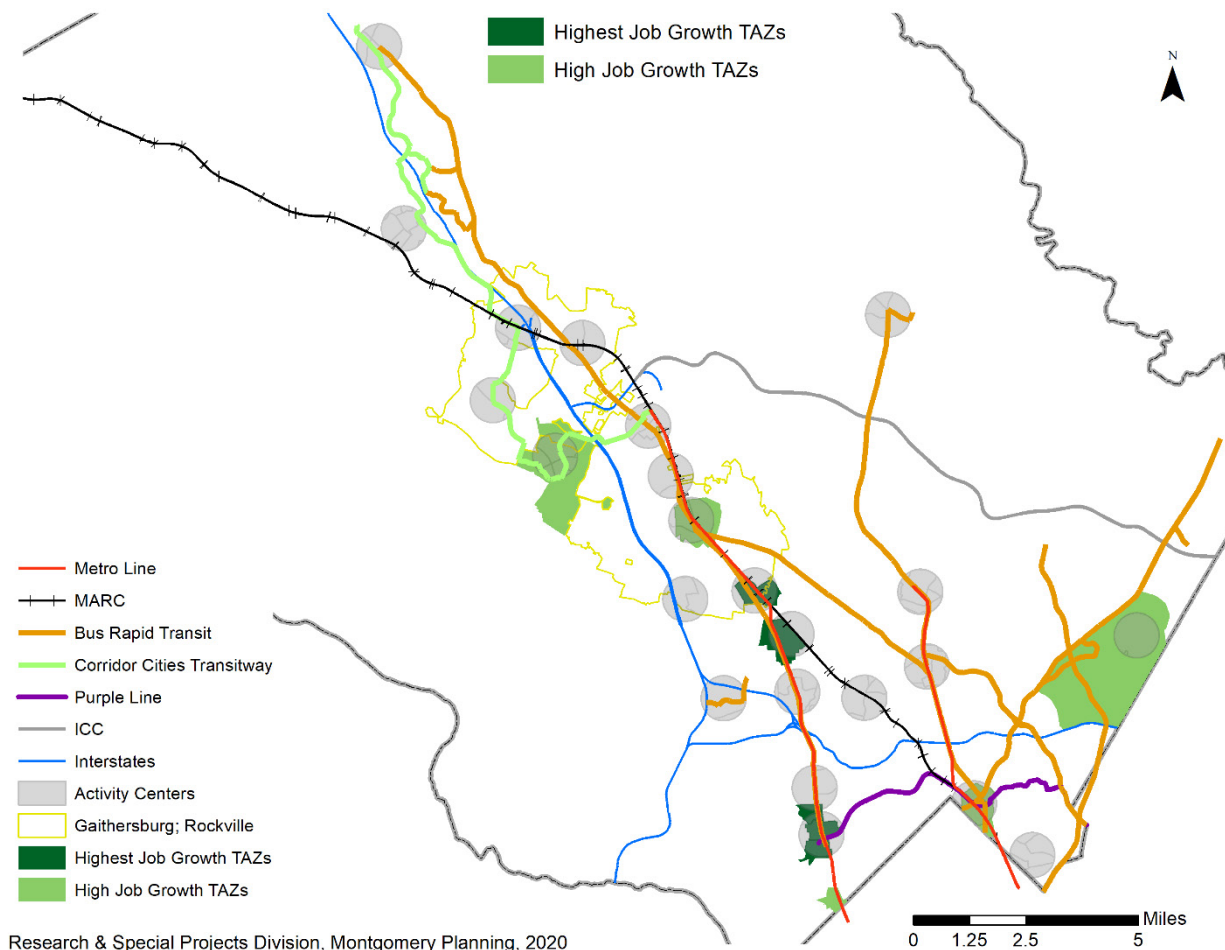 Highest Job Growth TAZs
High Job Growth TAZs
N
Metro Line
MARC
Bus Rapid Transit
Corridor Cities Transitway
Purple Line
ICC
Interstates
Activity Centers
Gaithersburg; Rockville
Highest Job Growth TAZs
High Job Growth TAZs
Miles
0 1.25 2.5 5
Research & Special Projects Division, Montgomery Planning, 2020